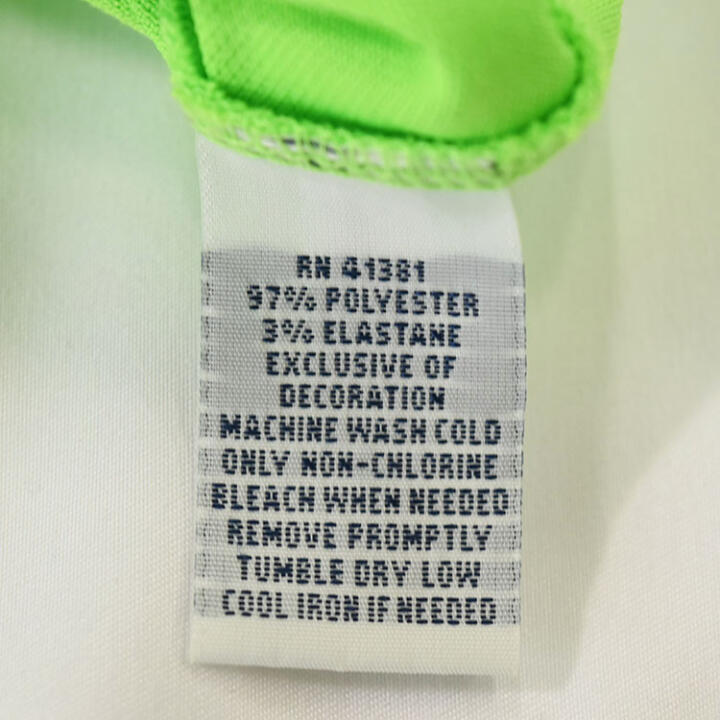 RN 41381
97% POLYESTER
3% ELASTANE
EXCLUSIVE OF
DECORATION
MACHINE WASH COLD
ONLY NON-CHLORINE
BLEACH WHEN NEEDED
REMOVE PROMPTLY
TUMBLE DRY LOW
COOL IRON IF NEEDED